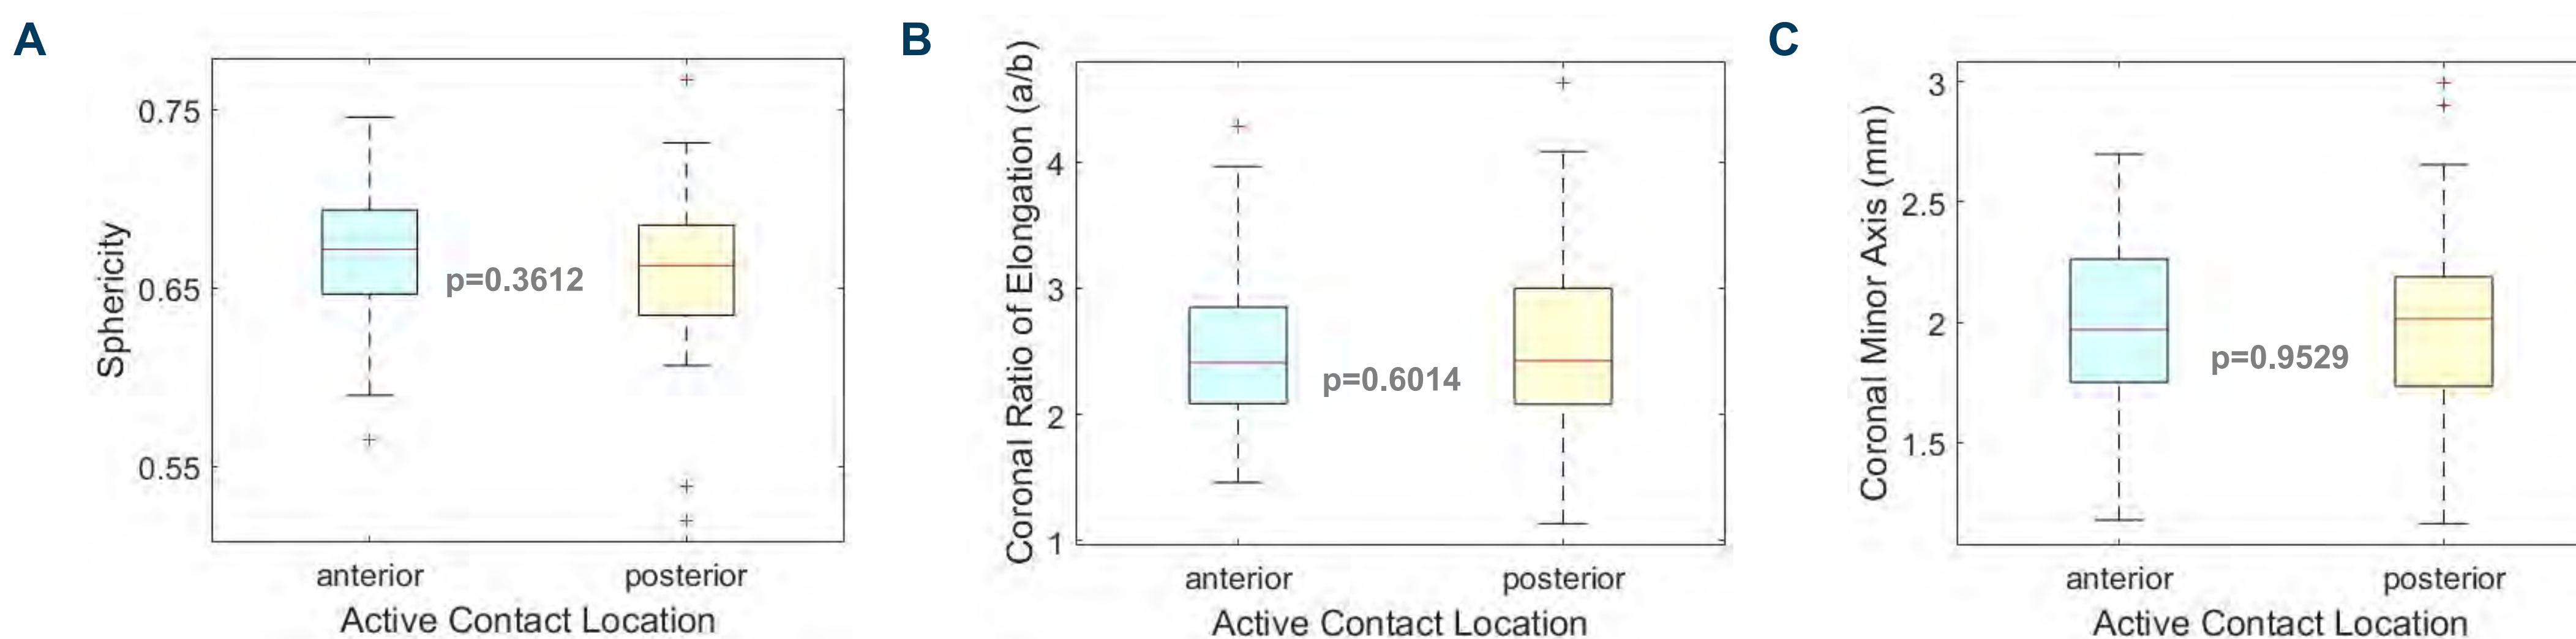 A
Sphericity
0.75
0.65
0.55
p=0.3612
anterior
posterior
Active Contact Location
B
Coronal Ratio of Elongation (a/b)
4
3
2
1
p=0.6014
anterior
posterior
Active Contact Location
C
Coronal Minor Axis (mm)
3
2.5
2
1.5
p=0.9529
anterior
posterior
Active Contact Location